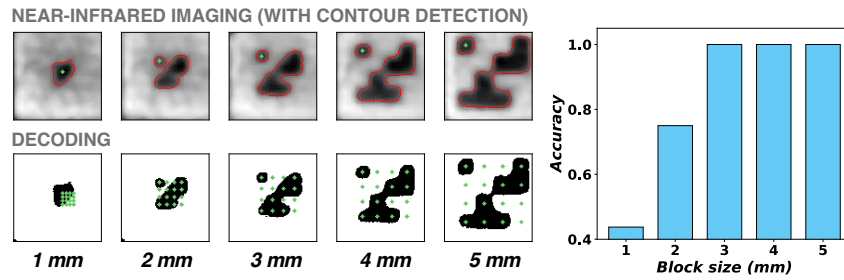 NEAR-INFRARED IMAGING (WITH CONTOUR DETECTION)
DECODING
1 mm 2 mm 3 mm 4 mm 5 mm
Accuracy
1.0
0.8
0.6
0.4
1 2 3 4 5
Block size (mm)